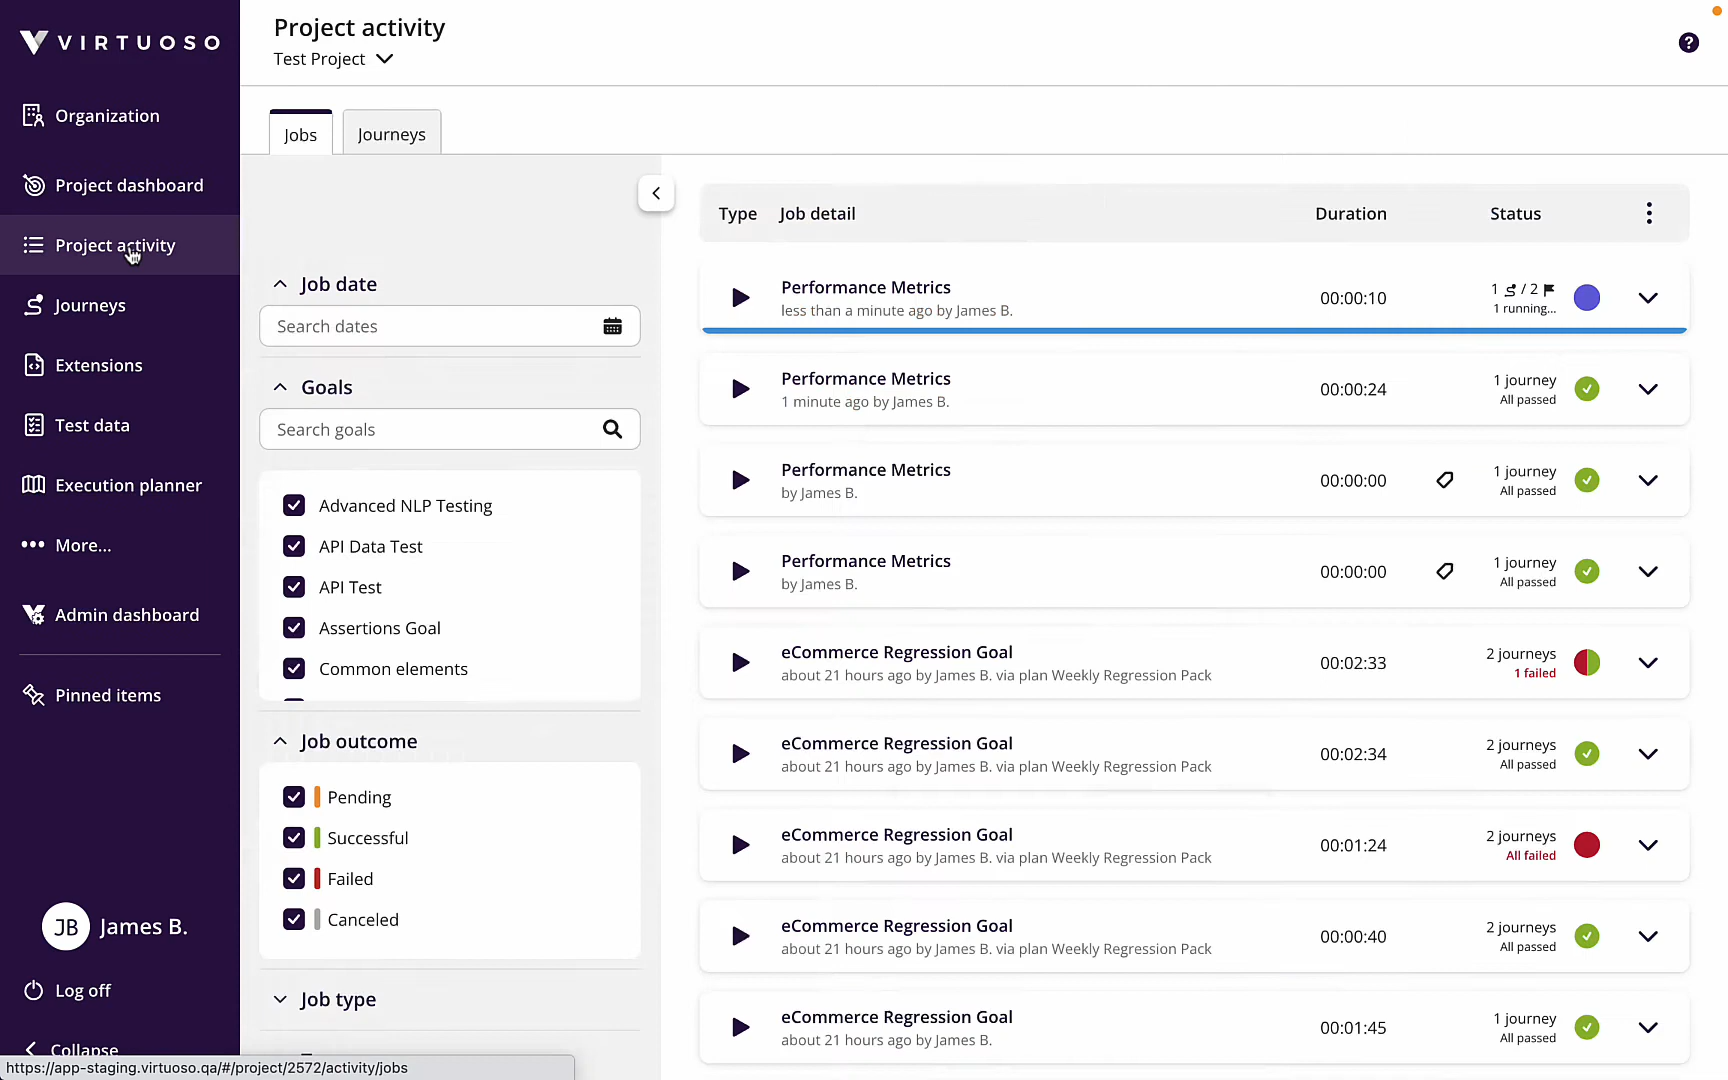 VIRTUOSO
Organization
Project dashboard
Project activity
Journeys
Extensions
Test data
Execution planner
More...
Admin dashboard
Pinned items
JB James B.
Log off
Collapse
https://app-staging.virtuoso.qa/#/project/2572/activity/jobs
Project activity
Test Project
?
Jobs
Journeys
Job date
Search dates
Goals
Search goals
Advanced NLP Testing
API Data Test
API Test
Assertions Goal
Common elements
Job outcome
Pending
Successful
Failed
Canceled
Job type
Type Job detail Duration Status
Performance Metrics
less than a minute ago by James B.
00:00:10
1 / 2
1 running...
Performance Metrics
1 minute ago by James B.
00:00:24
1 journey
All passed
Performance Metrics
by James B.
00:00:00
1 journey
All passed
Performance Metrics
by James B.
00:00:00
1 journey
All passed
eCommerce Regression Goal
about 21 hours ago by James B. via plan Weekly Regression Pack
00:02:33
2 journeys
1 failed
eCommerce Regression Goal
about 21 hours ago by James B. via plan Weekly Regression Pack
00:02:34
2 journeys
All passed
eCommerce Regression Goal
about 21 hours ago by James B. via plan Weekly Regression Pack
00:01:24
2 journeys
All failed
eCommerce Regression Goal
about 21 hours ago by James B. via plan Weekly Regression Pack
00:00:40
2 journeys
All passed
eCommerce Regression Goal
about 21 hours ago by James B.
00:01:45
1 journey
All passed